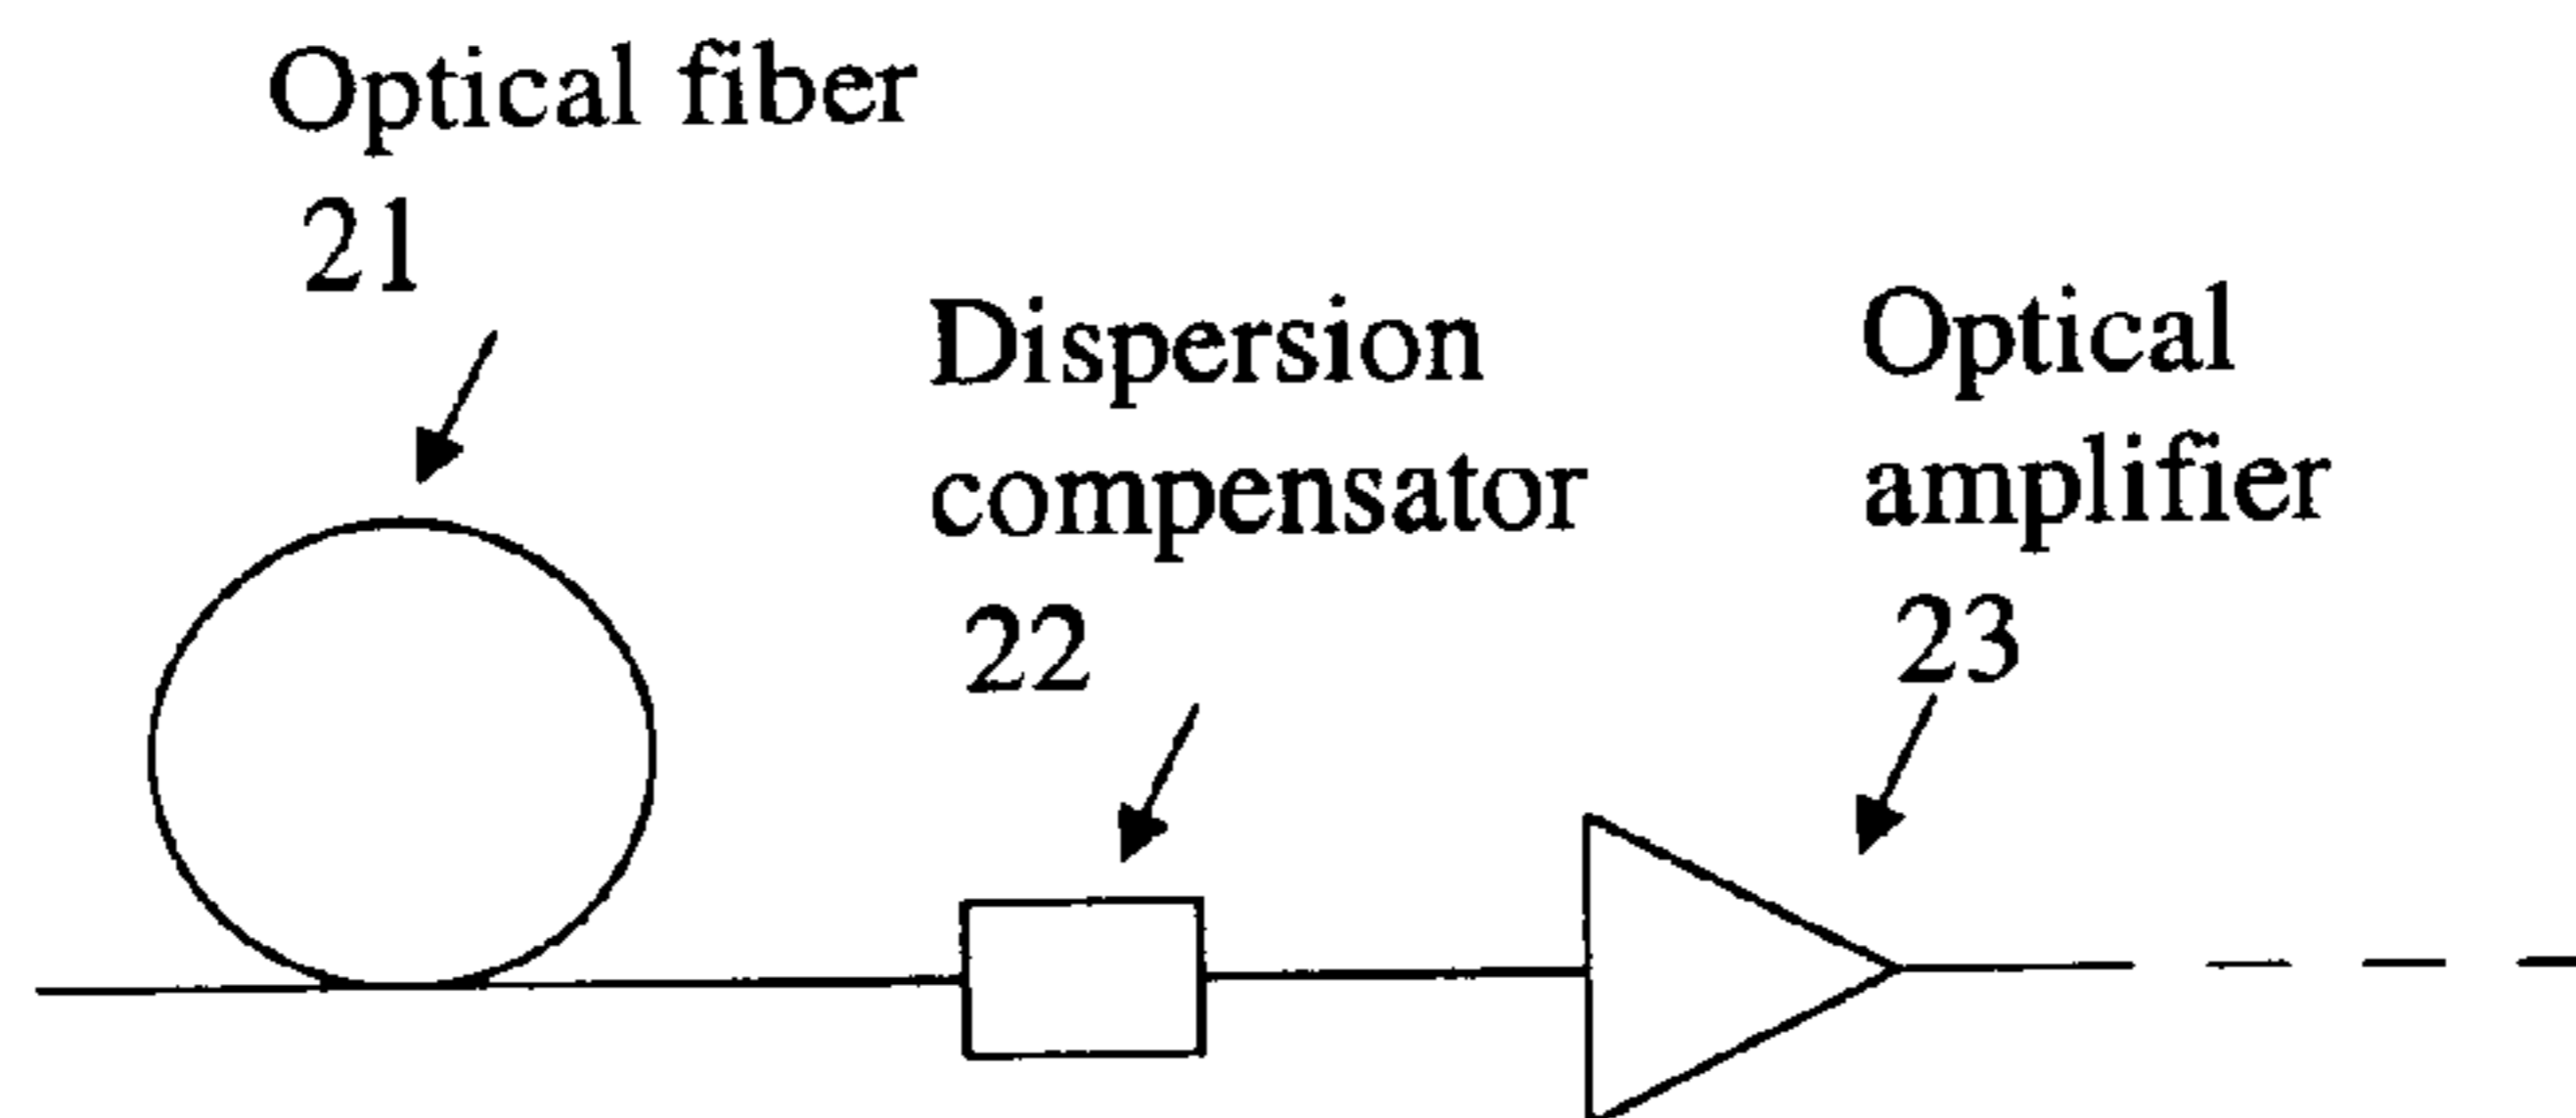 Optical fiber
21
Dispersion
compensator
22
Optical
amplifier
23